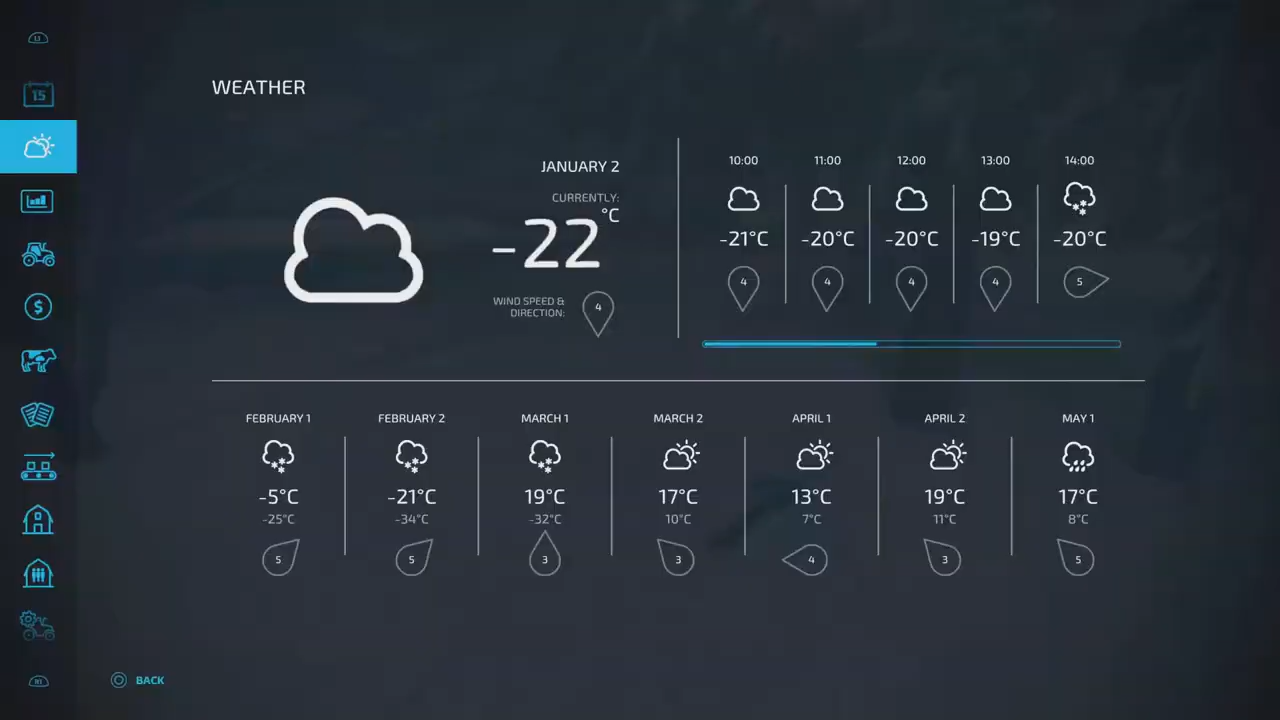 L1
15
WEATHER
JANUARY 2
CURRENTLY:
-22 °C
WIND SPEED &
DIRECTION:
4
10:00 11:00 12:00 13:00 14:00
-21°C -20°C -20°C -19°C -20°C
4 4 4 4 5
$
FEBRUARY 1 FEBRUARY 2 MARCH 1 MARCH 2 APRIL 1 APRIL 2 MAY 1
-5°C -21°C 19°C 17°C 13°C 19°C 17°C
-25°C -34°C -32°C 10°C 7°C 11°C 8°C
5 5 3 3 4 3 5
R1
BACK